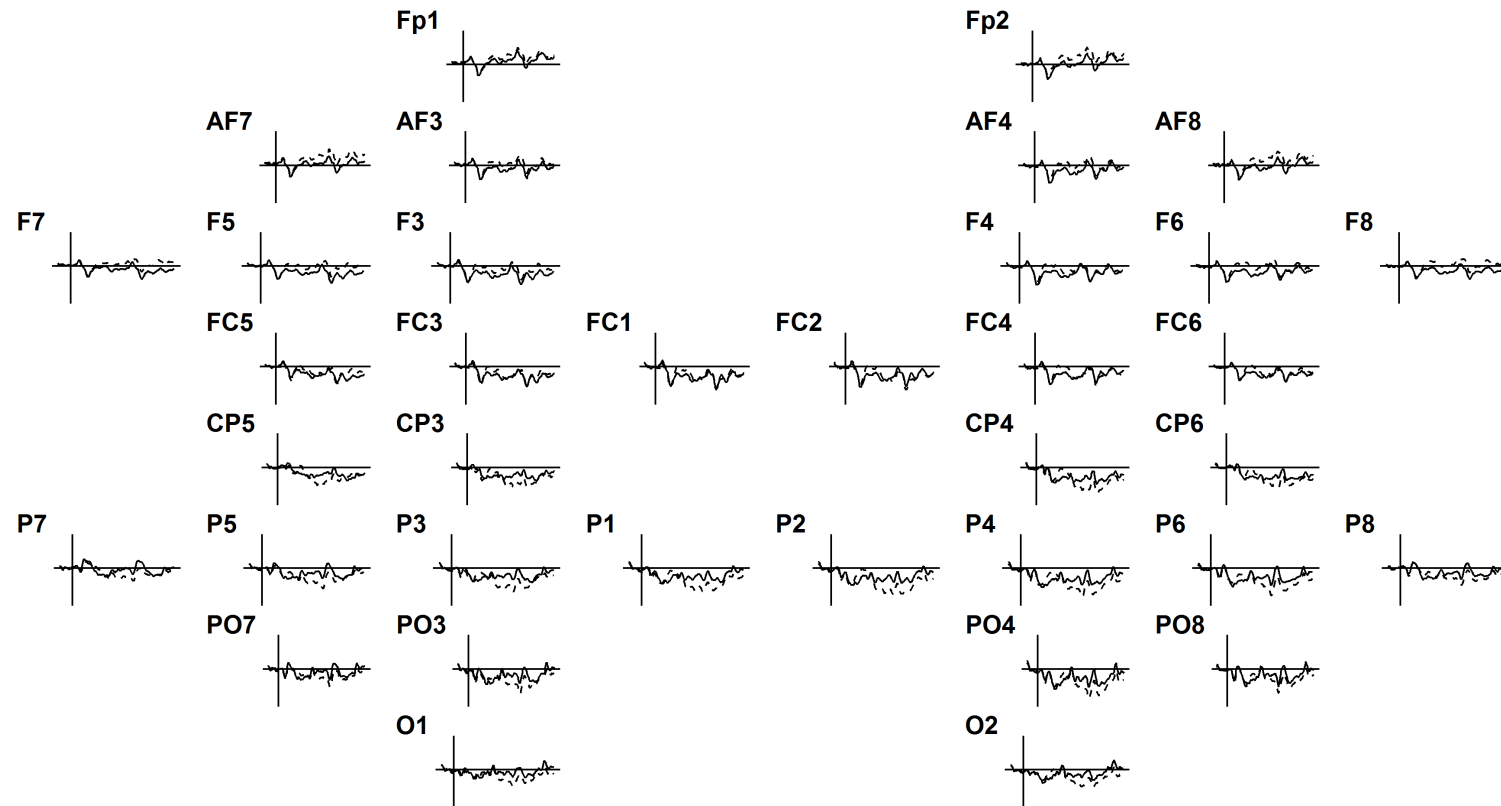 Fp1 Fp2
AF7 AF3 AF4 AF8
F7 F5 F3 F4 F6 F8
FC5 FC3 FC1 FC2 FC4 FC6
CP5 CP3 CP4 CP6
P7 P5 P3 P1 P2 P4 P6 P8
PO7 PO3 PO4 PO8
O1 O2